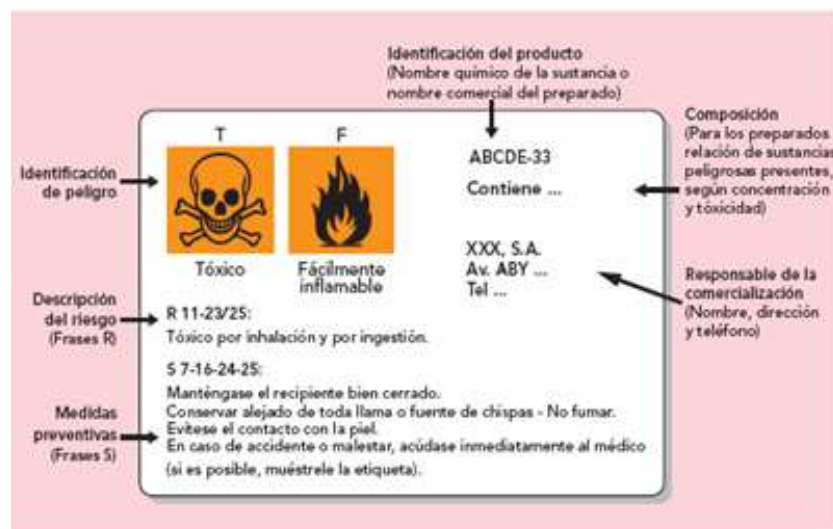 Identificación del producto
(Nombre químico de la sustancia o
nombre comercial del preparado)
Composición
(Para los preparados
relación de sustancias
peligrosas presentes,
según concentración
y tóxicidad)
Identificación
de peligro
T
F
Tóxico
Fácilmente
inflamable
ABCDE-33
Contiene ...
XXX, S.A.
Av. ABY ...
Tel ...
Responsable de la
comercialización
(Nombre, dirección
y teléfono)
Descripción
del riesgo
(Frases R)
R 11-23/25:
Tóxico por inhalación y por ingestión.
Medidas
preventivas
(Frases S)
S 7-16-24-25:
Manténgase el recipiente bien cerrado.
Conservar alejado de toda llama o fuente de chispas - No fumar.
Evítese el contacto con la piel.
En caso de accidente o malestar, acúdase inmediatamente al médico
(si es posible, muéstrele la etiqueta).